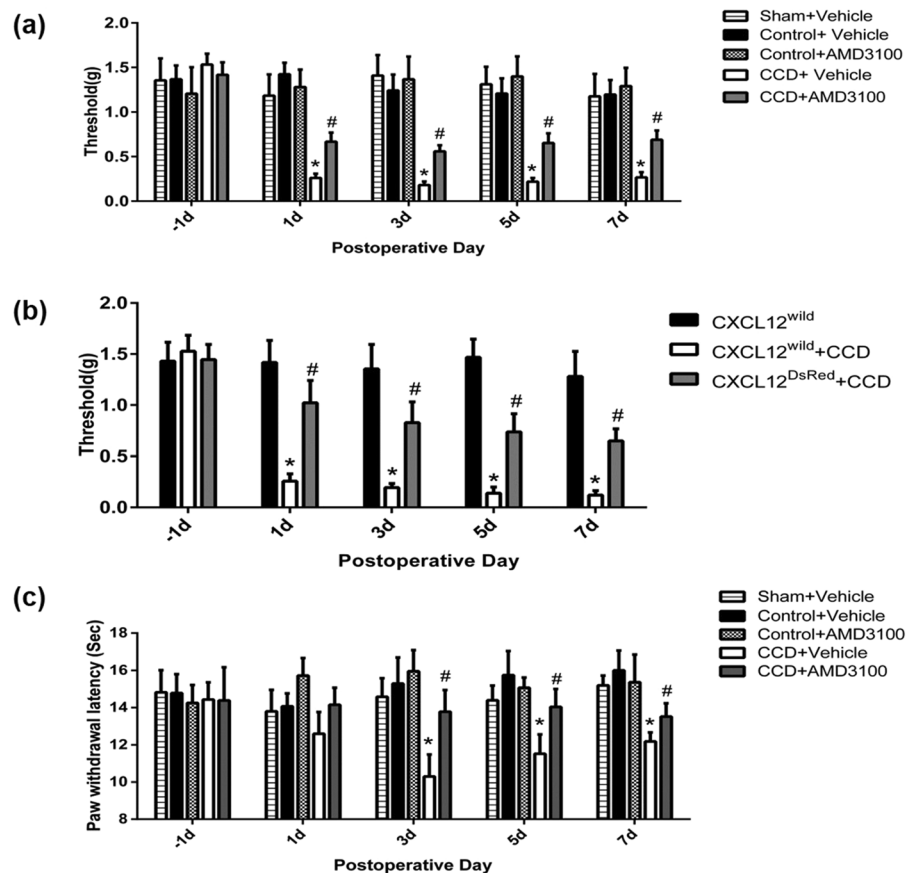 (a)
2.0
1.5
1.0
0.5
0.0
Threshold(g)
*
#
*
#
*
#
*
#
-1d
1d
3d
5d
7d
Postoperative Day
Sham+Vehicle
Control+ Vehicle
Control+AMD3100
CCD+ Vehicle
CCD+AMD3100
(b)
2.0
1.5
1.0
0.5
0.0
Threshold(g)
*
#
*
#
*
#
*
#
-1d
1d
3d
5d
7d
Postoperative Day
CXCL12wild
CXCL12wild+CCD
CXCL12DsRed+CCD
(c)
18
16
14
12
10
8
Paw withdrawal latency (Sec)
*
#
*
#
*
#
-1d
1d
3d
5d
7d
Postoperative Day
Sham+Vehicle
Control+Vehicle
Control+AMD3100
CCD+Vehicle
CCD+AMD3100